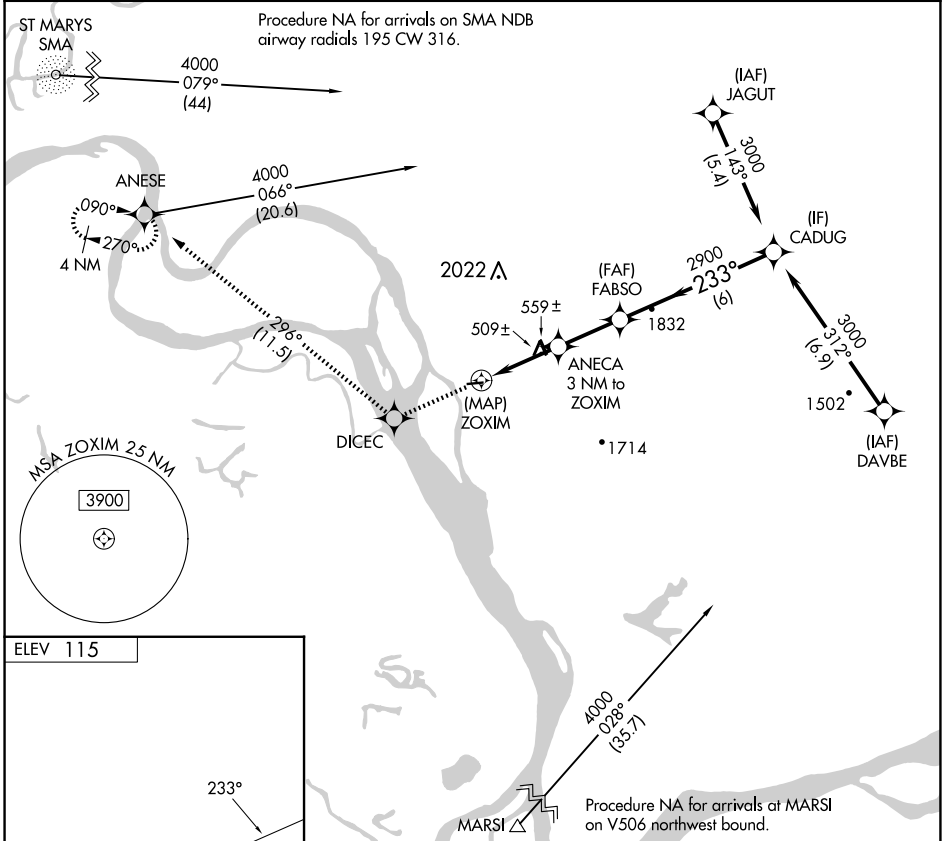 ST MARYS
SMA
Procedure NA for arrivals on SMA NDB
airway radials 195 CW 316.
4000
079°
(44)
(IAF)
JAGUT
3000
143°
(5.4)
ANESE
4000
066°
(20.6)
090°
270°
4 NM
(IF)
CADUG
2022
(FAF)
FABSO
2900
233°
(6)
559 ±
509 ±
1832
296°
(11.5)
ANECA
3 NM to
ZOXIM
3000
312°
(6.9)
(MAP)
ZOXIM
1502
DICEC
1714
(IAF)
DAVBE
MSA ZOXIM 25 NM
3900
ELEV 115
233°
4000
028°
(35.7)
MARSI
Procedure NA for arrivals at MARSI
on V506 northwest bound.